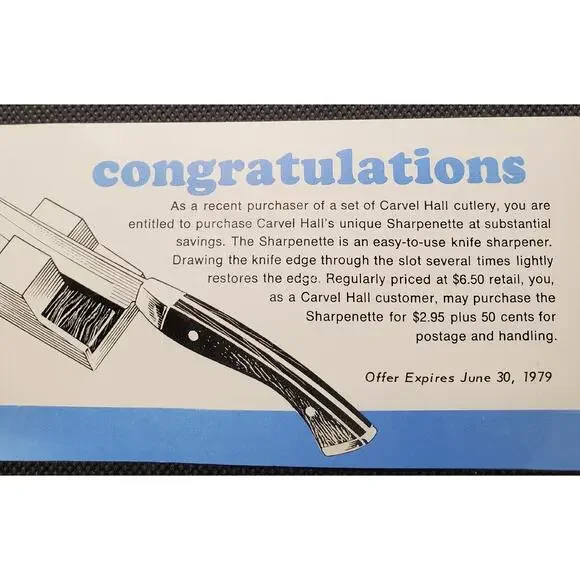 congratulations
As a recent purchaser of a set of Carvel Hall cutlery, you are
entitled to purchase Carvel Hall's unique Sharpenette at substantial
savings. The Sharpenette is an easy-to-use knife sharpener.
Drawing the knife edge through the slot several times lightly
restores the edge. Regularly priced at $6.50 retail, you,
as a Carvel Hall customer, may purchase the
Sharpenette for $2.95 plus 50 cents for
postage and handling.
Offer Expires June 30, 1979